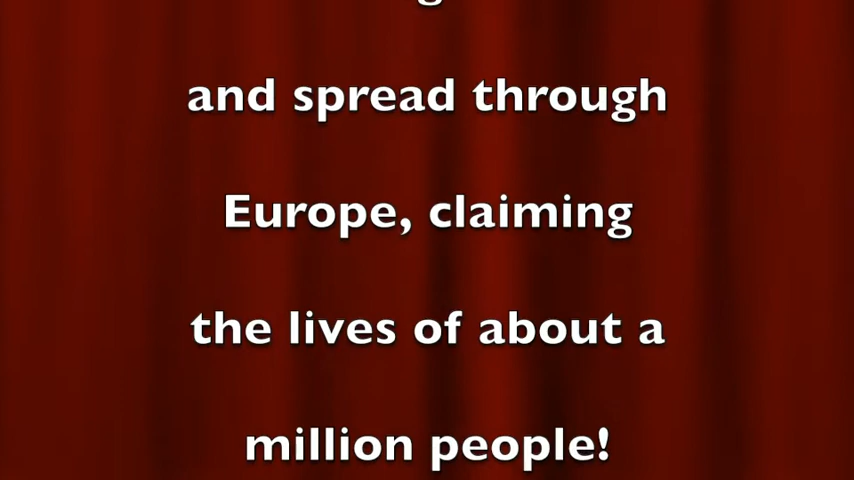 and spread through
Europe, claiming
the lives of about a
million people!